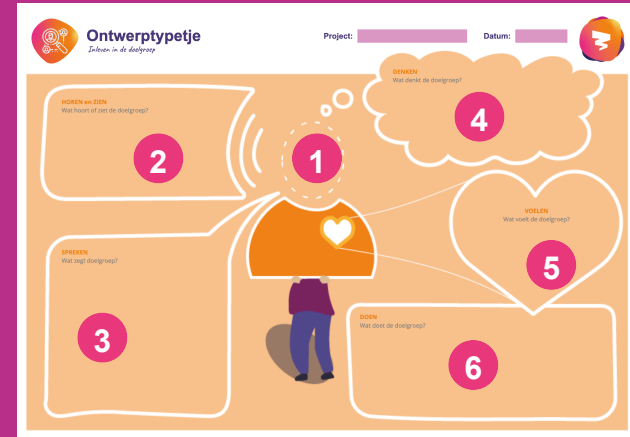 Ontwerptypetje
Inleven in de doelgroep
Project:
Datum:
HOREN en ZIEN
Wat hoort of ziet de doelgroep?
2
1
DENKEN
Wat denkt de doelgroep?
4
SPREKEN
Wat zegt doelgroep?
3
VOELEN
Wat voelt de doelgroep?
5
DOEN
Wat doet de doelgroep?
6